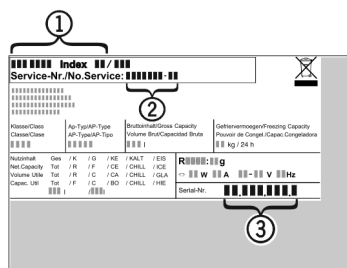 1
Index /
Service-Nr./No.Service: -
2
Klasse/Class Ap-Typ/AP-Type Bruttoinhalt/Gross Capacity Gefriervermoegen/Freezing Capacity
Classe/Clase AP-Type/AP-Tipo Volume Brut/Capacidad Bruta Pouvoir de Congel./Capac.Congeladora
l kg / 24 h
Nutzinhalt Ges / K / G / KE / KALT / EIS
Net.Capacity Tot / R / F / CE / CHILL / ICE
Volume Utile Tot / R / C / CA / CHILL / GLA
Capac. Util Tot / F / C / BO / CHILL / HIE
l / l
R : g
W A - V Hz
Serial-Nr. . . .
3